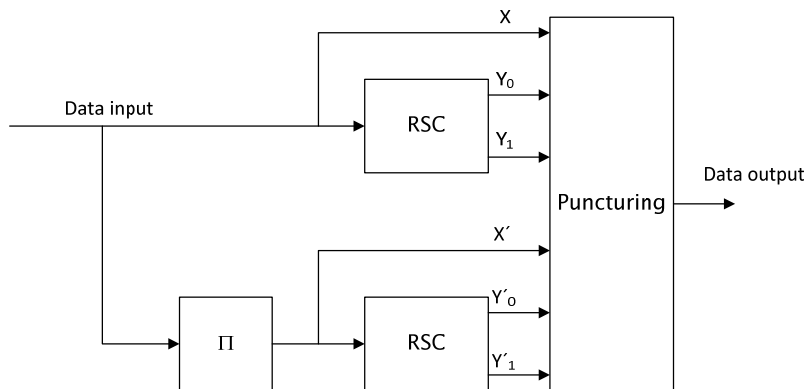 X
Y0
Data input
RSC
Y1
Data output
Puncturing
X´
Y´0
Π
RSC
Y´1